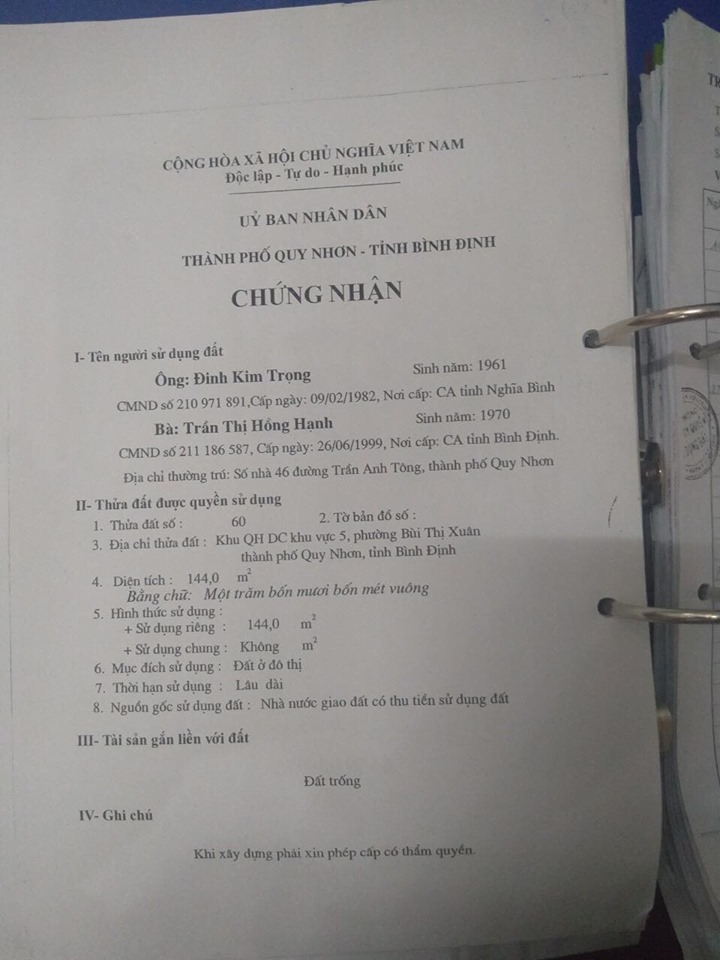 CỘNG HÒA XÃ HỘI CHỦ NGHĨA VIỆT NAM
Độc lập - Tự do - Hạnh phúc
UỶ BAN NHÂN DÂN
THÀNH PHỐ QUY NHƠN - TỈNH BÌNH ĐỊNH
CHỨNG NHẬN
I- Tên người sử dụng đất
Ông: Đinh Kim Trọng Sinh năm: 1961
CMND số 210 971 891,Cấp ngày: 09/02/1982, Nơi cấp: CA tỉnh Nghĩa Bình
Bà: Trần Thị Hồng Hạnh Sinh năm: 1970
CMND số 211 186 587, Cấp ngày: 26/06/1999, Nơi cấp: CA tỉnh Bình Định.
Địa chỉ thường trú: Số nhà 46 đường Trần Anh Tông, thành phố Quy Nhơn
II- Thửa đất được quyền sử dụng
1. Thửa đất số : 60 2. Tờ bản đồ số :
3. Địa chỉ thửa đất : Khu QH DC khu vực 5, phường Bùi Thị Xuân
thành phố Quy Nhơn, tỉnh Bình Định
4. Diện tích : 144,0 m2
Bằng chữ: Một trăm bốn mươi bốn mét vuông
5. Hình thức sử dụng :
+ Sử dụng riêng : 144,0 m2
+ Sử dụng chung : Không m2
6. Mục đích sử dụng : Đất ở đô thị
7. Thời hạn sử dụng : Lâu dài
8. Nguồn gốc sử dụng đất : Nhà nước giao đất có thu tiền sử dụng đất
III- Tài sản gắn liền với đất
Đất trống
IV- Ghi chú
Khi xây dựng phải xin phép cấp có thẩm quyền.